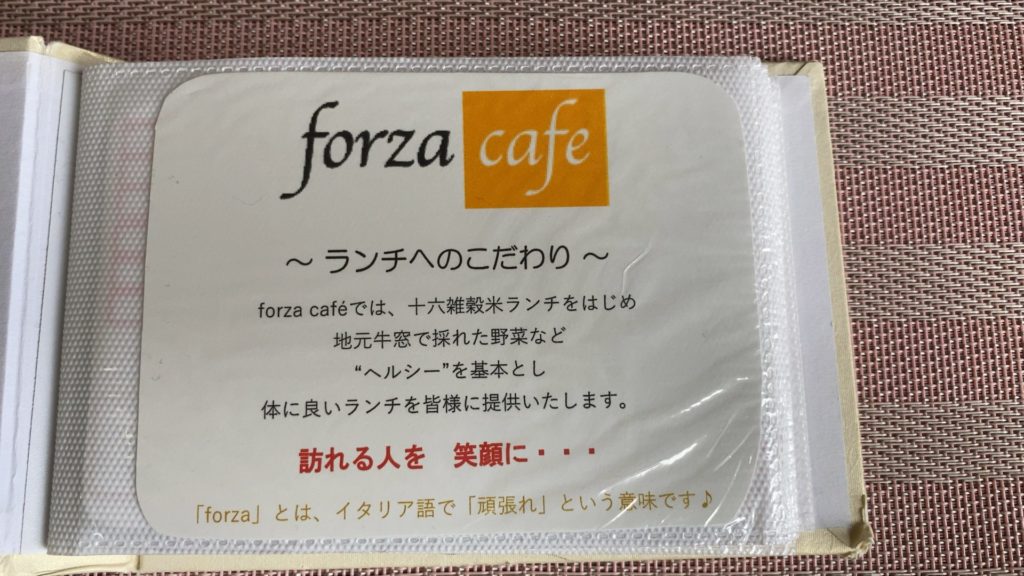 forza cafe
～ ランチへのこだわり ～
forza caféでは、十六雑穀米ランチをはじめ
地元牛窓で採れた野菜など
“ヘルシー”を基本とし
体に良いランチを皆様に提供いたします。
訪れる人を　笑顔に・・・
「forza」とは、イタリア語で「頑張れ」という意味です♪